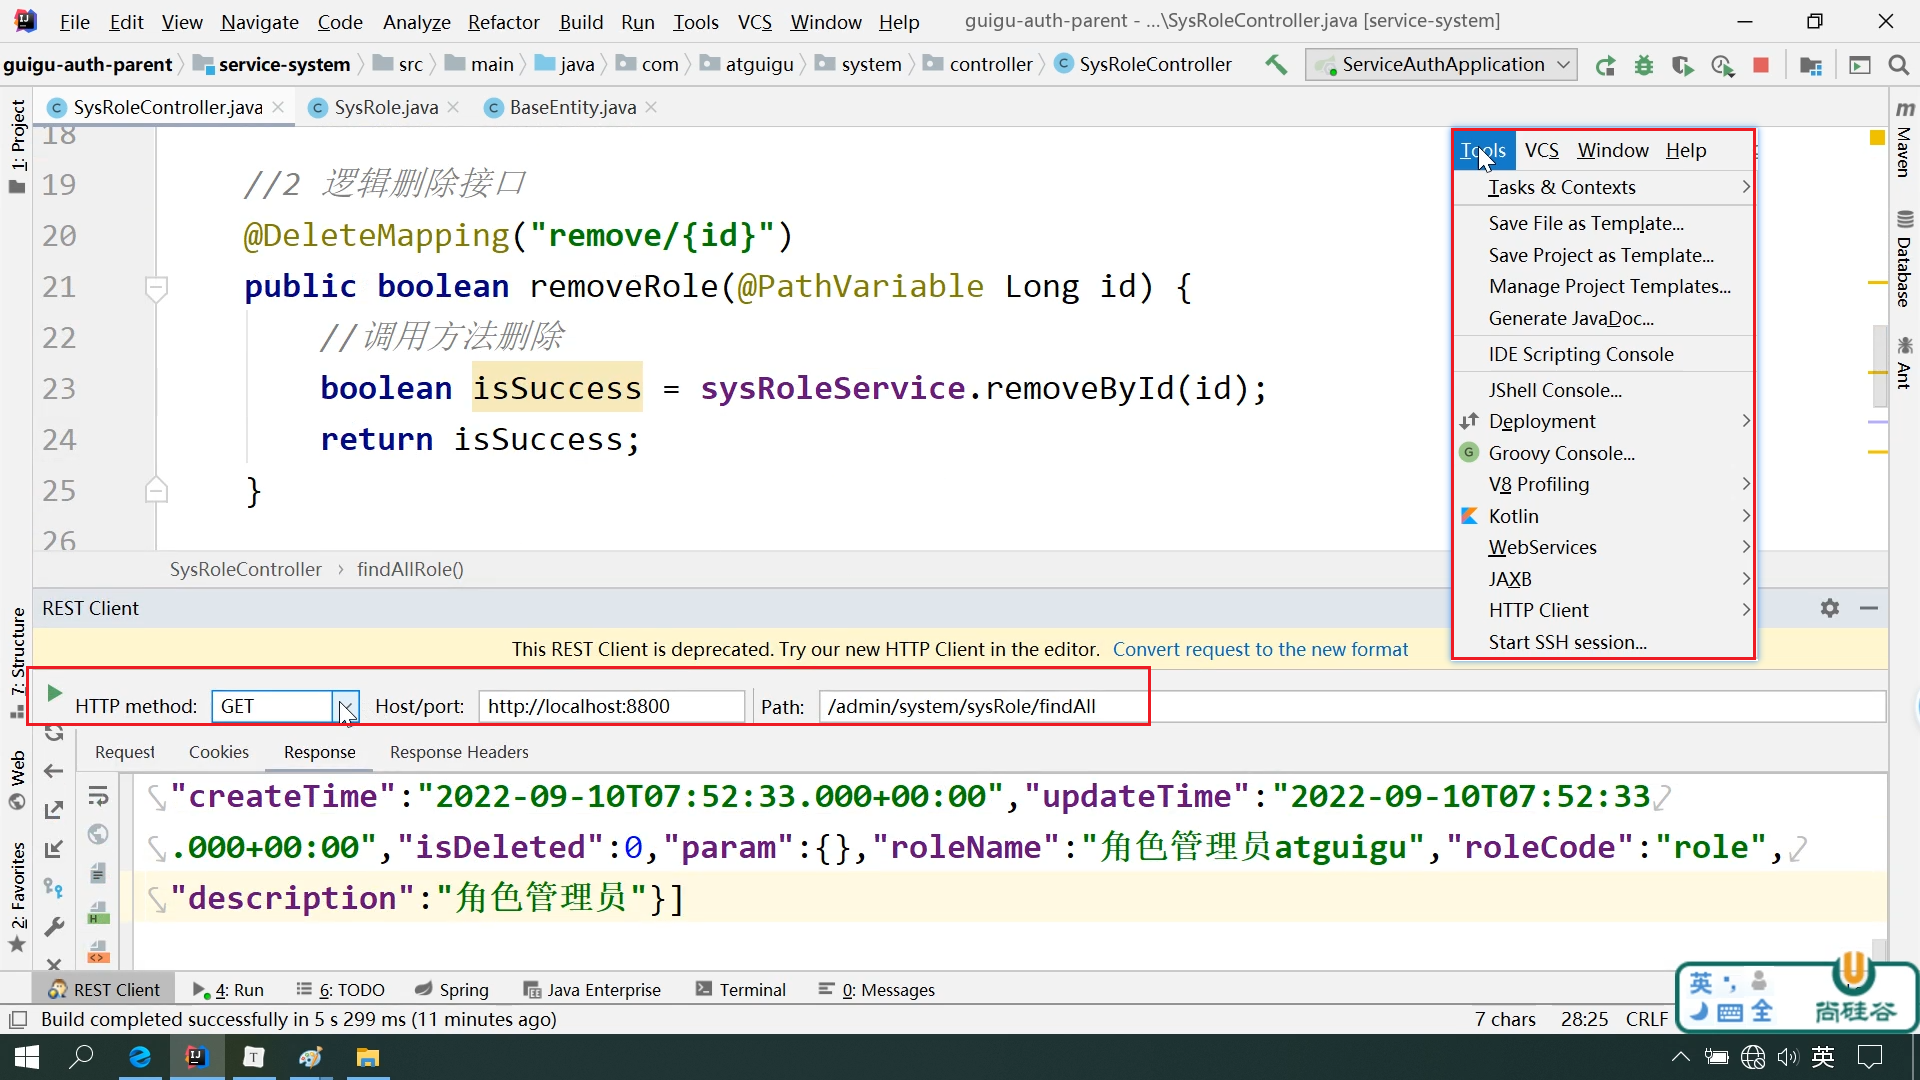 File Edit View Navigate Code Analyze Refactor Build Run Tools VCS Window Help guigu-auth-parent - ...\SysRoleController.java [service-system]
guigu-auth-parent service-system src main java com atguigu system controller SysRoleController ServiceAuthApplication
SysRoleController.java SysRole.java BaseEntity.java
1: Project
7: Structure
Web
2: Favorites
Maven
Database
Ant
18
19 //2 逻辑删除接口
20 @DeleteMapping("remove/{id}")
21 public boolean removeRole(@PathVariable Long id) {
22 //调用方法删除
23 boolean isSuccess = sysRoleService.removeById(id);
24 return isSuccess;
25 }
26
SysRoleController › findAllRole()
Tools VCS Window Help
Tasks & Contexts
Save File as Template...
Save Project as Template...
Manage Project Templates...
Generate JavaDoc...
IDE Scripting Console
JShell Console...
Deployment
Groovy Console...
V8 Profiling
Kotlin
WebServices
JAXB
HTTP Client
Start SSH session...
REST Client
This REST Client is deprecated. Try our new HTTP Client in the editor. Convert request to the new format
HTTP method: GET Host/port: http://localhost:8800 Path: /admin/system/sysRole/findAll
Request Cookies Response Response Headers
"createTime":"2022-09-10T07:52:33.000+00:00","updateTime":"2022-09-10T07:52:33
.000+00:00","isDeleted":0,"param":{},"roleName":"角色管理员atguigu","roleCode":"role",
"description":"角色管理员"}]
REST Client 4: Run 6: TODO Spring Java Enterprise Terminal 0: Messages
Build completed successfully in 5 s 299 ms (11 minutes ago) 7 chars 28:25 CRLF
英 全 尚硅谷
英